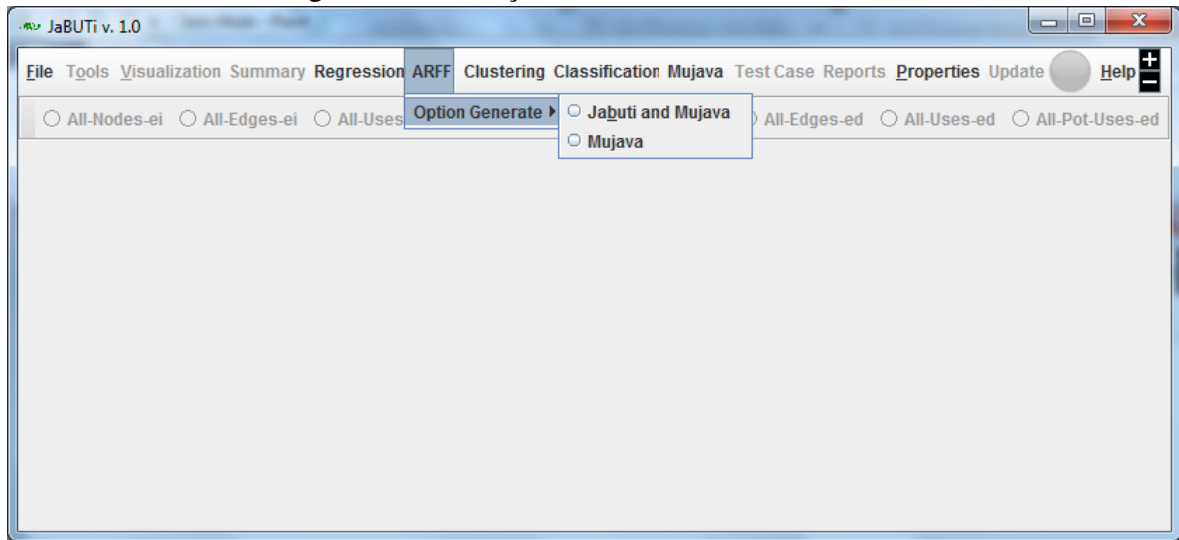 JaBUTi v. 1.0
File Tools Visualization Summary Regression ARFF Clustering Classification Mujava Test Case Reports Properties Update Help
All-Nodes-ei All-Edges-ei All-Uses Option Generate Jabuti and Mujava All-Edges-ed All-Uses-ed All-Pot-Uses-ed
Mujava